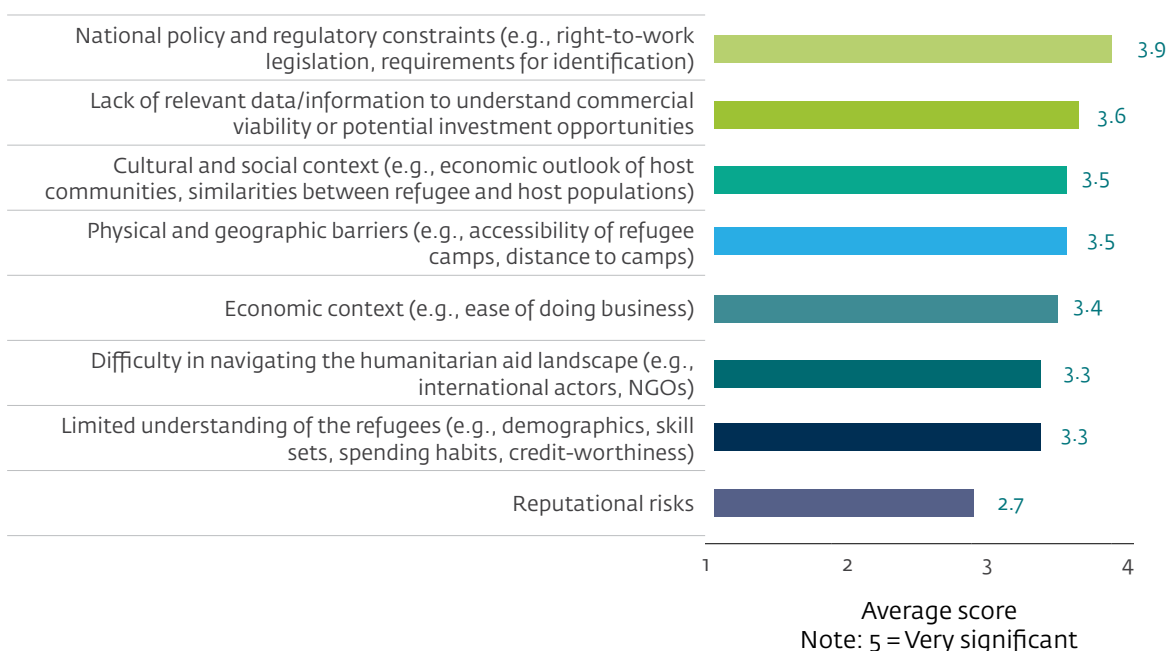 National policy and regulatory constraints (e.g., right-to-work
legislation, requirements for identification)
3.9
Lack of relevant data/information to understand commercial
viability or potential investment opportunities
3.6
Cultural and social context (e.g., economic outlook of host
communities, similarities between refugee and host populations)
3.5
Physical and geographic barriers (e.g., accessibility of refugee
camps, distance to camps)
3.5
Economic context (e.g., ease of doing business)
3.4
Difficulty in navigating the humanitarian aid landscape (e.g.,
international actors, NGOs)
3.3
Limited understanding of the refugees (e.g., demographics, skill
sets, spending habits, credit-worthiness)
3.3
Reputational risks
2.7
1 2 3 4
Average score
Note: 5 = Very significant